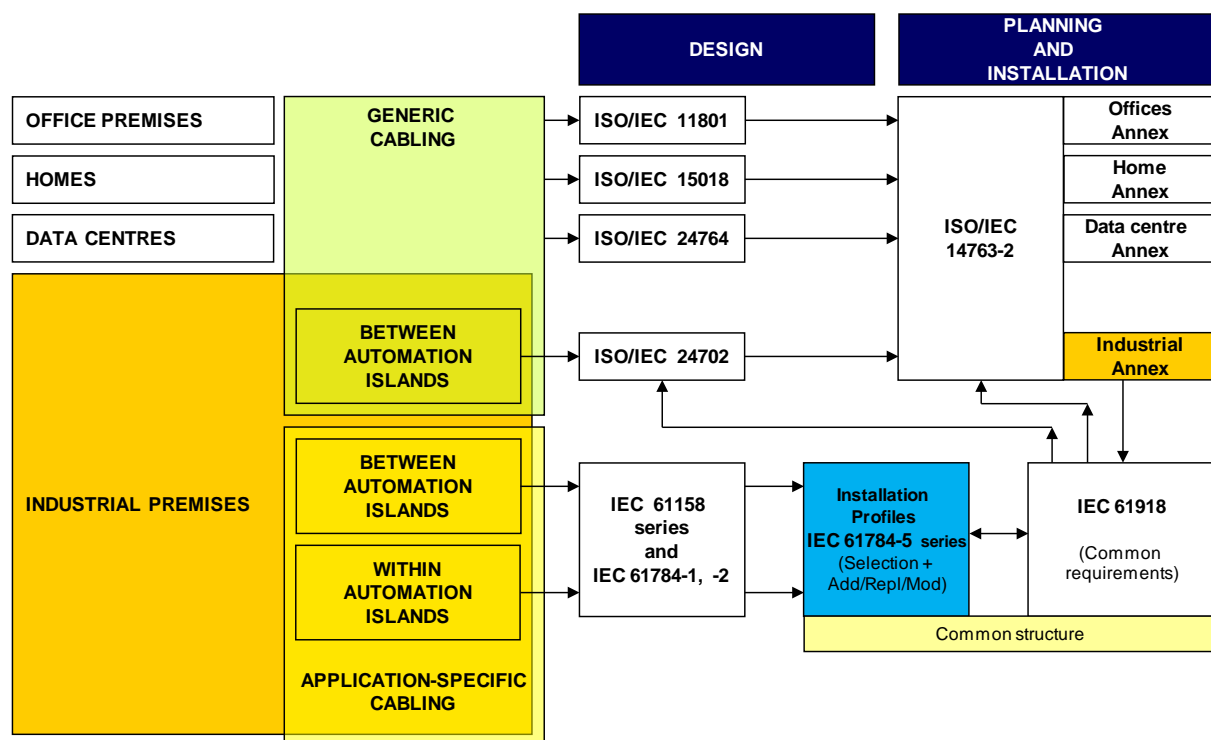 DESIGN
PLANNING
AND
INSTALLATION
OFFICE PREMISES
GENERIC
CABLING
ISO/IEC 11801
Offices
Annex
HOMES
ISO/IEC 15018
Home
Annex
DATA CENTRES
ISO/IEC 24764
ISO/IEC
14763-2
Data centre
Annex
BETWEEN
AUTOMATION
ISLANDS
ISO/IEC 24702
Industrial
Annex
INDUSTRIAL PREMISES
BETWEEN
AUTOMATION
ISLANDS
WITHIN
AUTOMATION
ISLANDS
APPLICATION-SPECIFIC
CABLING
IEC 61158
series
and
IEC 61784-1, -2
Installation
Profiles
IEC 61784-5 series
(Selection +
Add/Repl/Mod)
IEC 61918
(Common
requirements)
Common structure